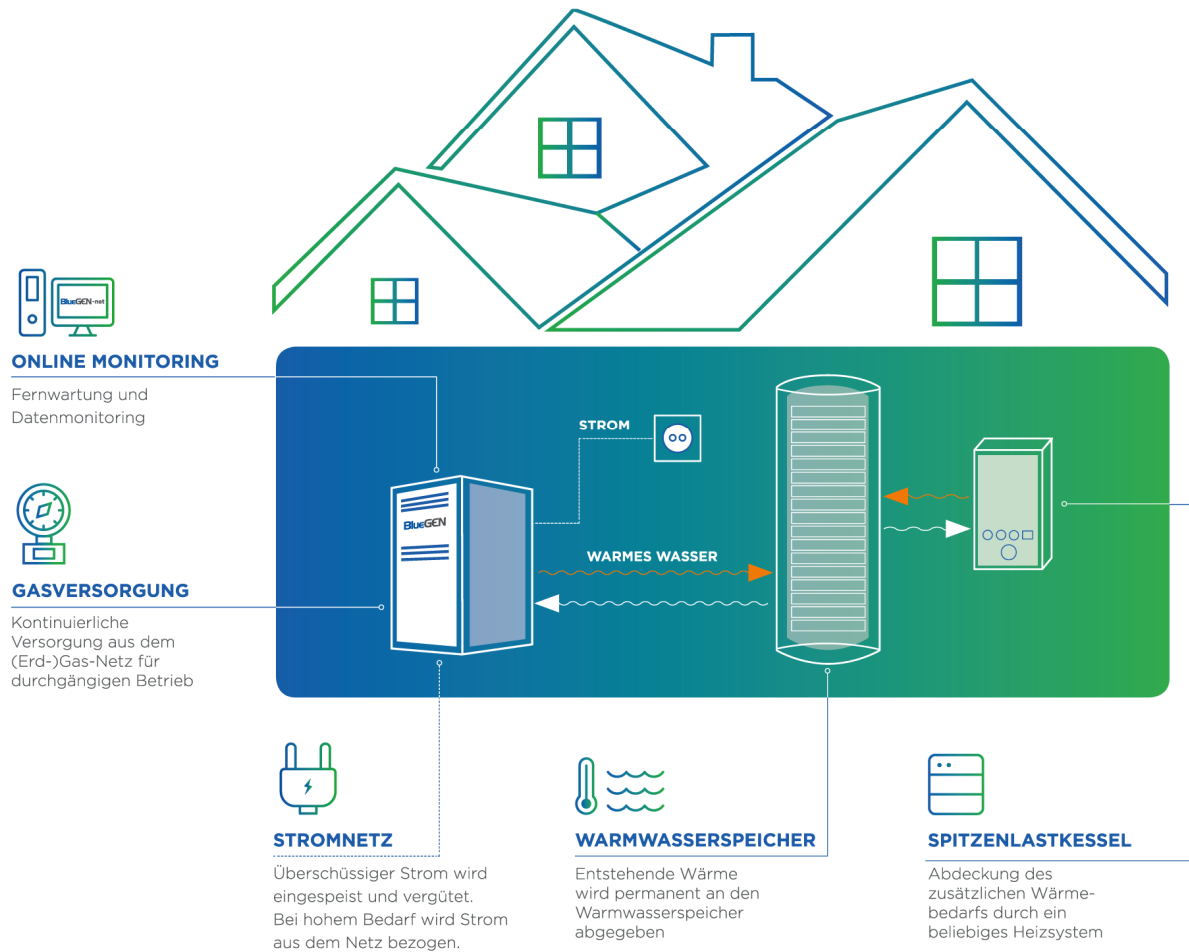 BlueGEN-net
ONLINE MONITORING
Fernwartung und
Datenmonitoring
STROM
BlueGEN
WARMES WASSER
GASVERSORGUNG
Kontinuierliche
Versorgung aus dem
(Erd-)Gas-Netz für
durchgängigen Betrieb
STROMNETZ
Überschüssiger Strom wird
eingespeist und vergütet.
Bei hohem Bedarf wird Strom
aus dem Netz bezogen.
WARMWASSERSPEICHER
Entstehende Wärme
wird permanent an den
Warmwasserspeicher
abgegeben
SPITZENLASTKESSEL
Abdeckung des
zusätzlichen Wärme-
bedarfs durch ein
beliebiges Heizsystem